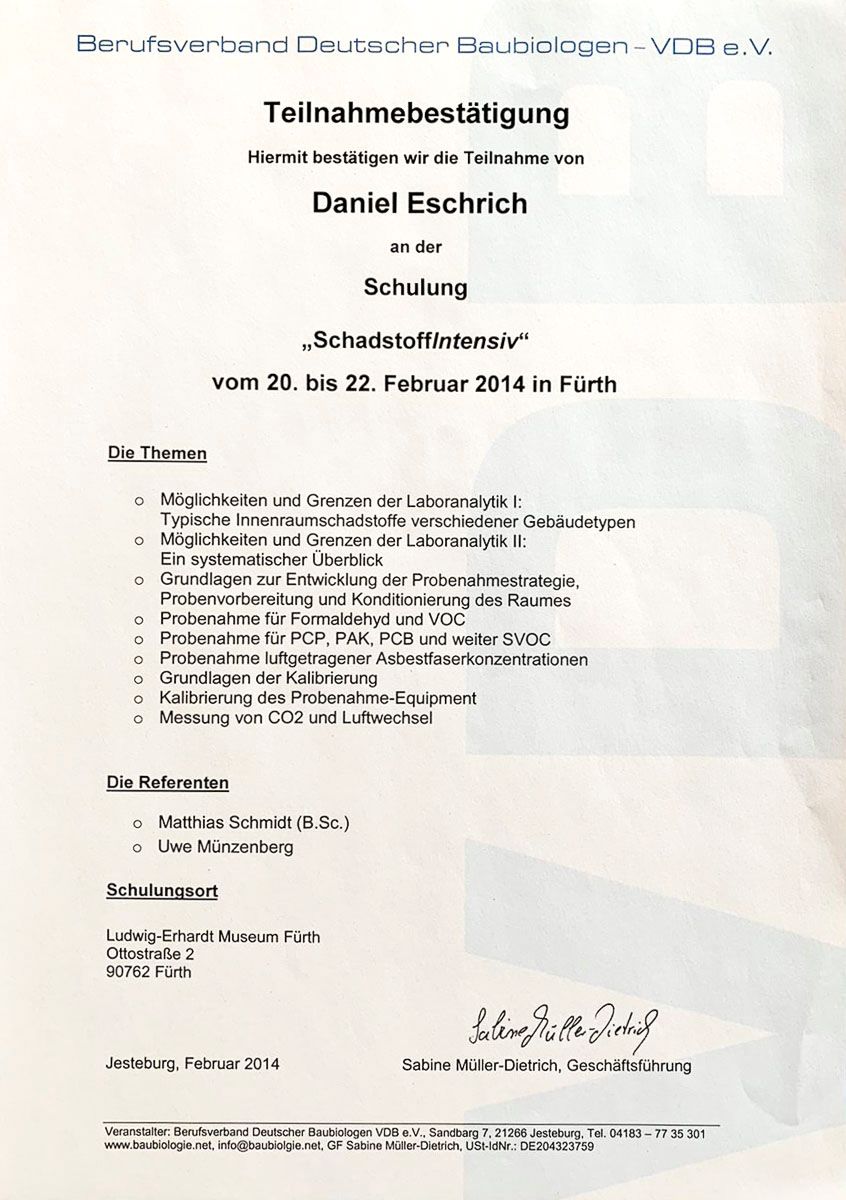 Berufsverband Deutscher Baubiologen – VDB e.V.
Teilnahmebestätigung
Hiermit bestätigen wir die Teilnahme von
Daniel Eschrich
an der
Schulung
„SchadstoffIntensiv“
vom 20. bis 22. Februar 2014 in Fürth
Die Themen
o Möglichkeiten und Grenzen der Laboranalytik I:
Typische Innenraumschadstoffe verschiedener Gebäudetypen
o Möglichkeiten und Grenzen der Laboranalytik II:
Ein systematischer Überblick
o Grundlagen zur Entwicklung der Probenahmestrategie,
Probenvorbereitung und Konditionierung des Raumes
o Probenahme für Formaldehyd und VOC
o Probenahme für PCP, PAK, PCB und weiter SVOC
o Probenahme luftgetragener Asbestfaserkonzentrationen
o Grundlagen der Kalibrierung
o Kalibrierung des Probenahme-Equipment
o Messung von CO2 und Luftwechsel
Die Referenten
o Matthias Schmidt (B.Sc.)
o Uwe Münzenberg
Schulungsort
Ludwig-Erhardt Museum Fürth
Ottostraße 2
90762 Fürth
Sabine Müller-Dietrich
Jesteburg, Februar 2014
Sabine Müller-Dietrich, Geschäftsführung
Veranstalter: Berufsverband Deutscher Baubiologen VDB e.V., Sandbarg 7, 21266 Jesteburg, Tel. 04183 – 77 35 301
www.baubiologie.net, info@baubiolgie.net, GF Sabine Müller-Dietrich, USt-IdNr.: DE204323759
VDB